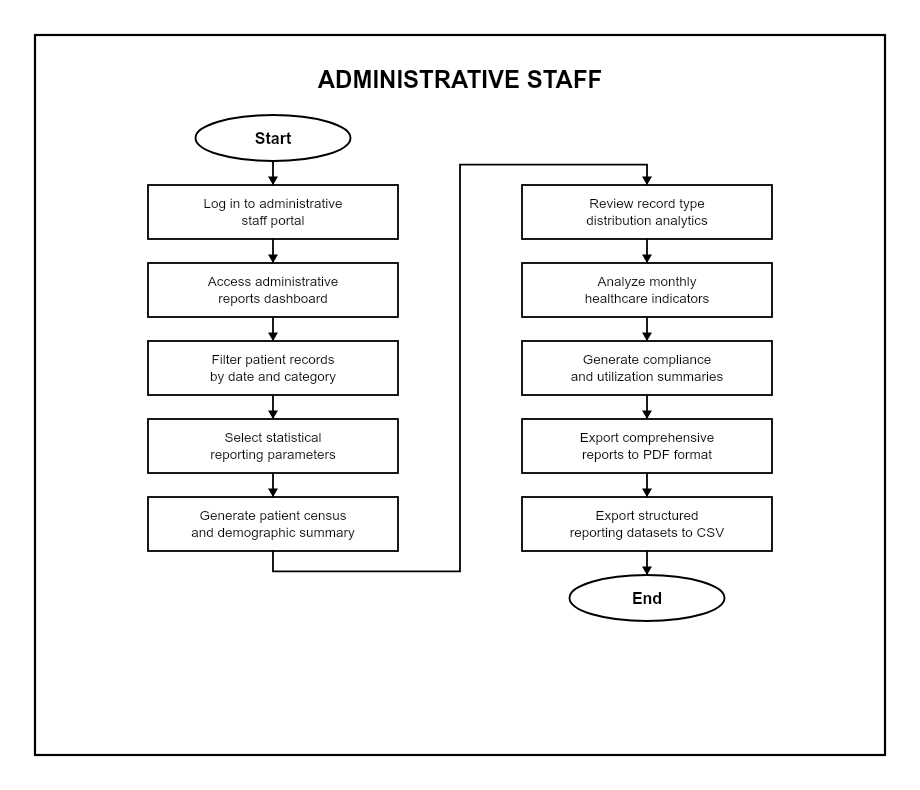 ADMINISTRATIVE STAFF
Start
Log in to administrative
staff portal
Access administrative
reports dashboard
Filter patient records
by date and category
Select statistical
reporting parameters
Generate patient census
and demographic summary
Review record type
distribution analytics
Analyze monthly
healthcare indicators
Generate compliance
and utilization summaries
Export comprehensive
reports to PDF format
Export structured
reporting datasets to CSV
End